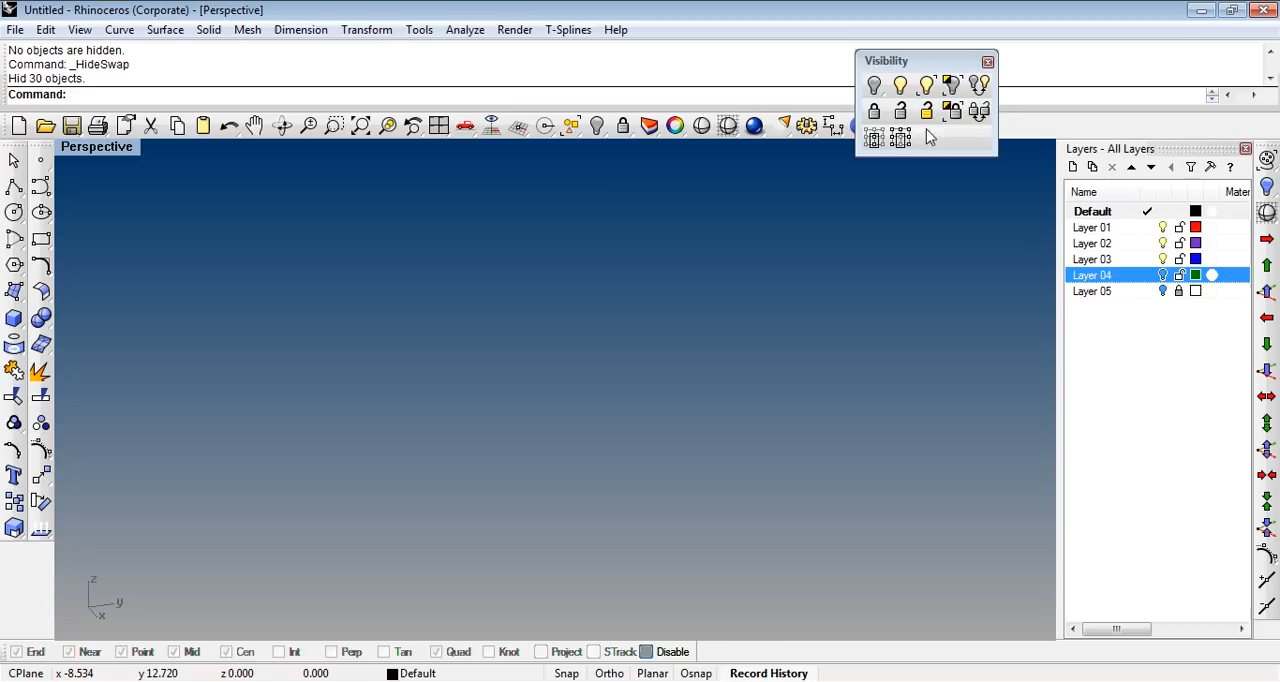 Untitled - Rhinoceros (Corporate) - [Perspective]
File Edit View Curve Surface Solid Mesh Dimension Transform Tools Analyze Render T-Splines Help
No objects are hidden.
Command: _HideSwap
Hid 30 objects.
Command:
Visibility
Perspective
Layers - All Layers
Name Mater
Default
Layer 01
Layer 02
Layer 03
Layer 04
Layer 05
z
y
x
End Near Point Mid Cen Int Perp Tan Quad Knot Project STrack Disable
CPlane x -8.534 y 12.720 z 0.000 0.000 Default Snap Ortho Planar Osnap Record History